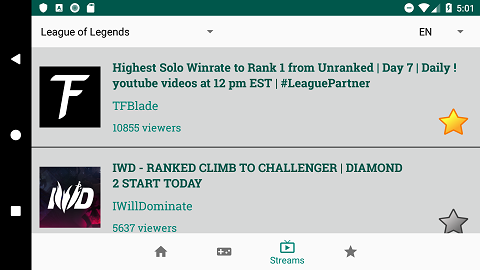 5:01
League of Legends
EN
Highest Solo Winrate to Rank 1 from Unranked | Day 7 | Daily !
youtube videos at 12 pm EST | #LeaguePartner
TFBlade
10855 viewers
IWD - RANKED CLIMB TO CHALLENGER | DIAMOND
2 START TODAY
IWillDominate
5637 viewers
IWD
Streams